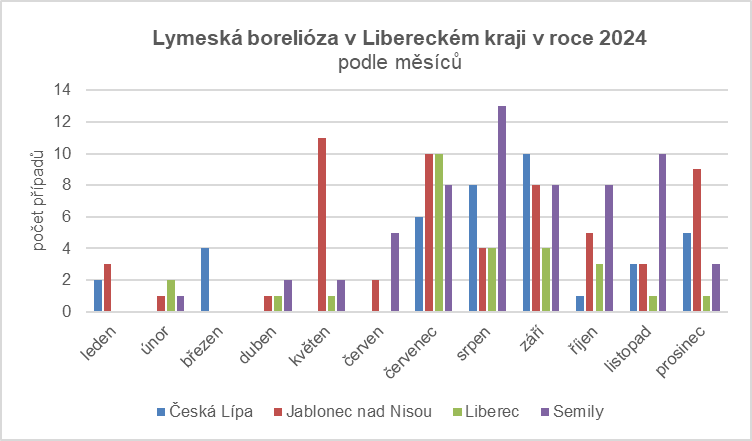 Lymeská borelióza v Libereckém kraji v roce 2024
podle měsíců
počet případů
14
12
10
8
6
4
2
0
leden
únor
březen
duben
květen
červen
červenec
srpen
září
říjen
listopad
prosinec
Česká Lípa
Jablonec nad Nisou
Liberec
Semily